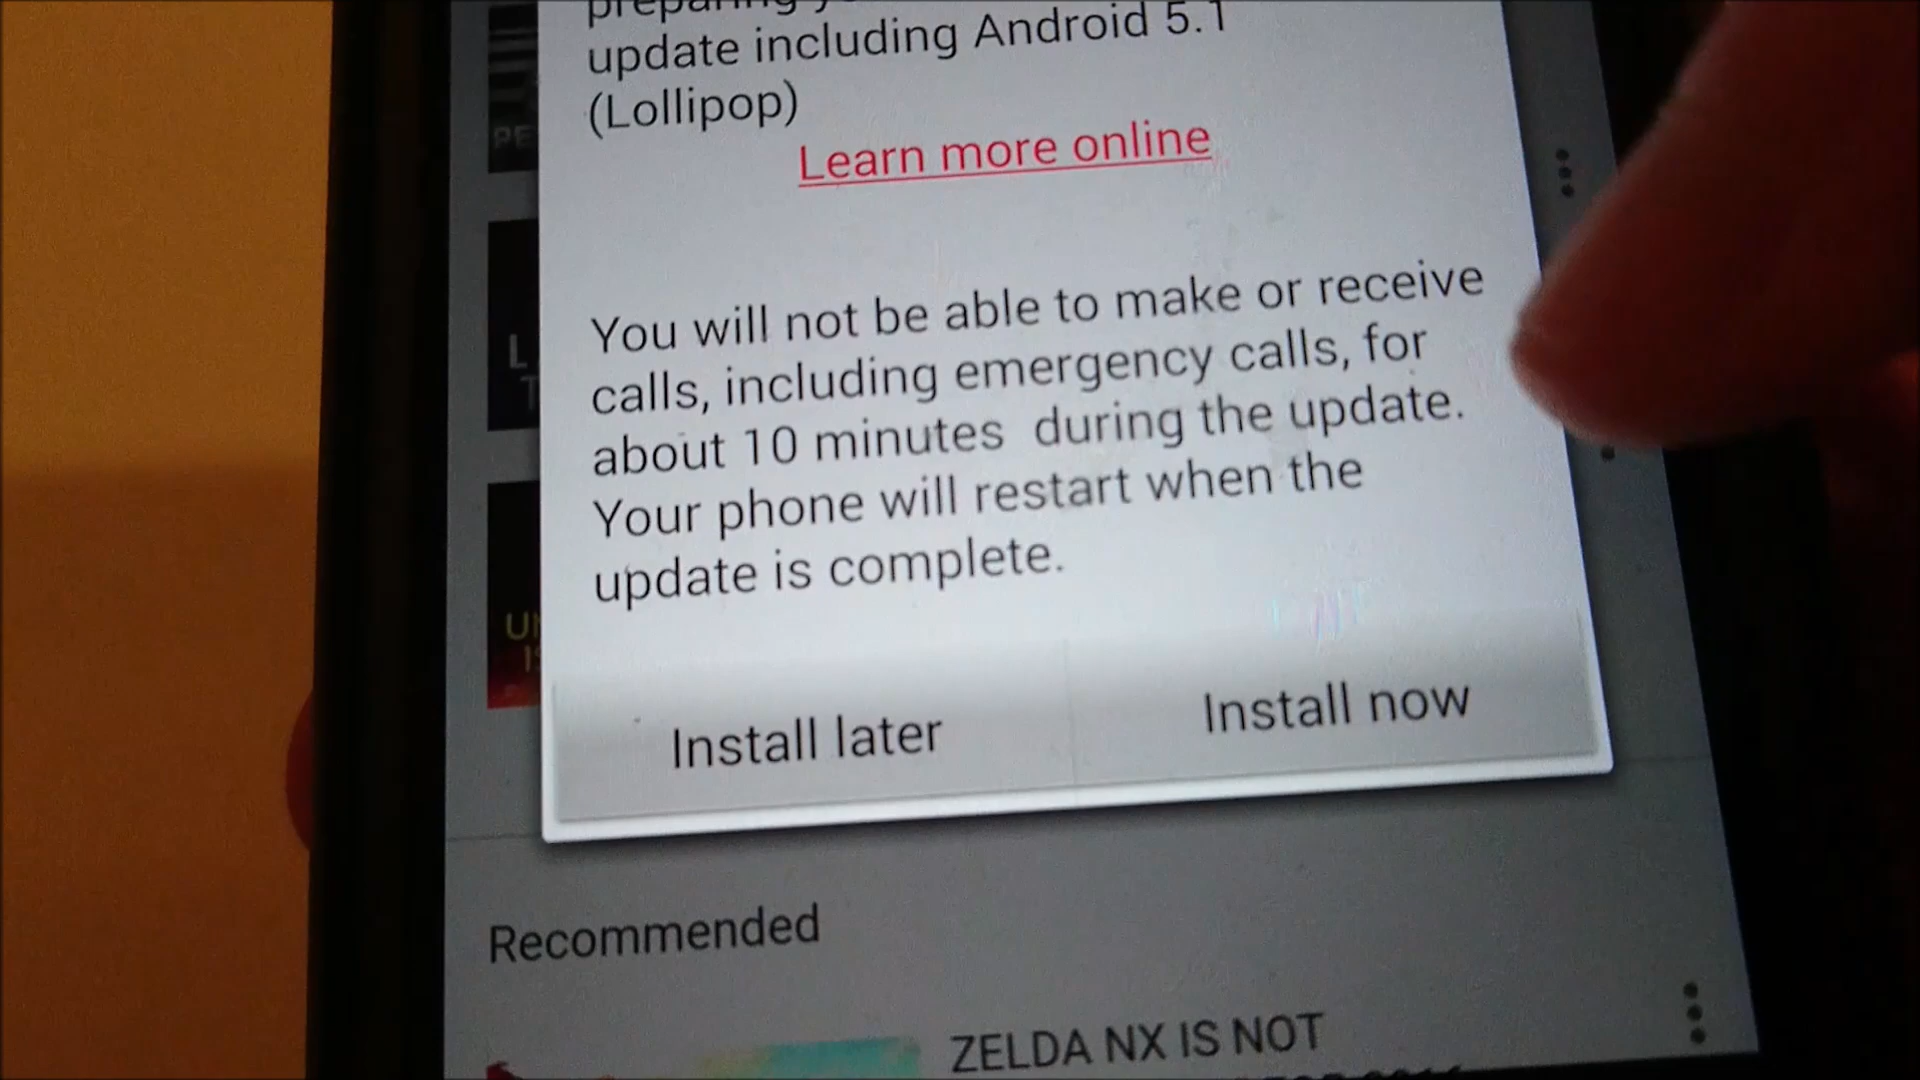 preparing
update including Android 5.1
(Lollipop)
Learn more online
PE
L
T
You will not be able to make or receive
calls, including emergency calls, for
about 10 minutes during the update.
Your phone will restart when the
update is complete.
Install later
Install now
Recommended
ZELDA NX IS NOT